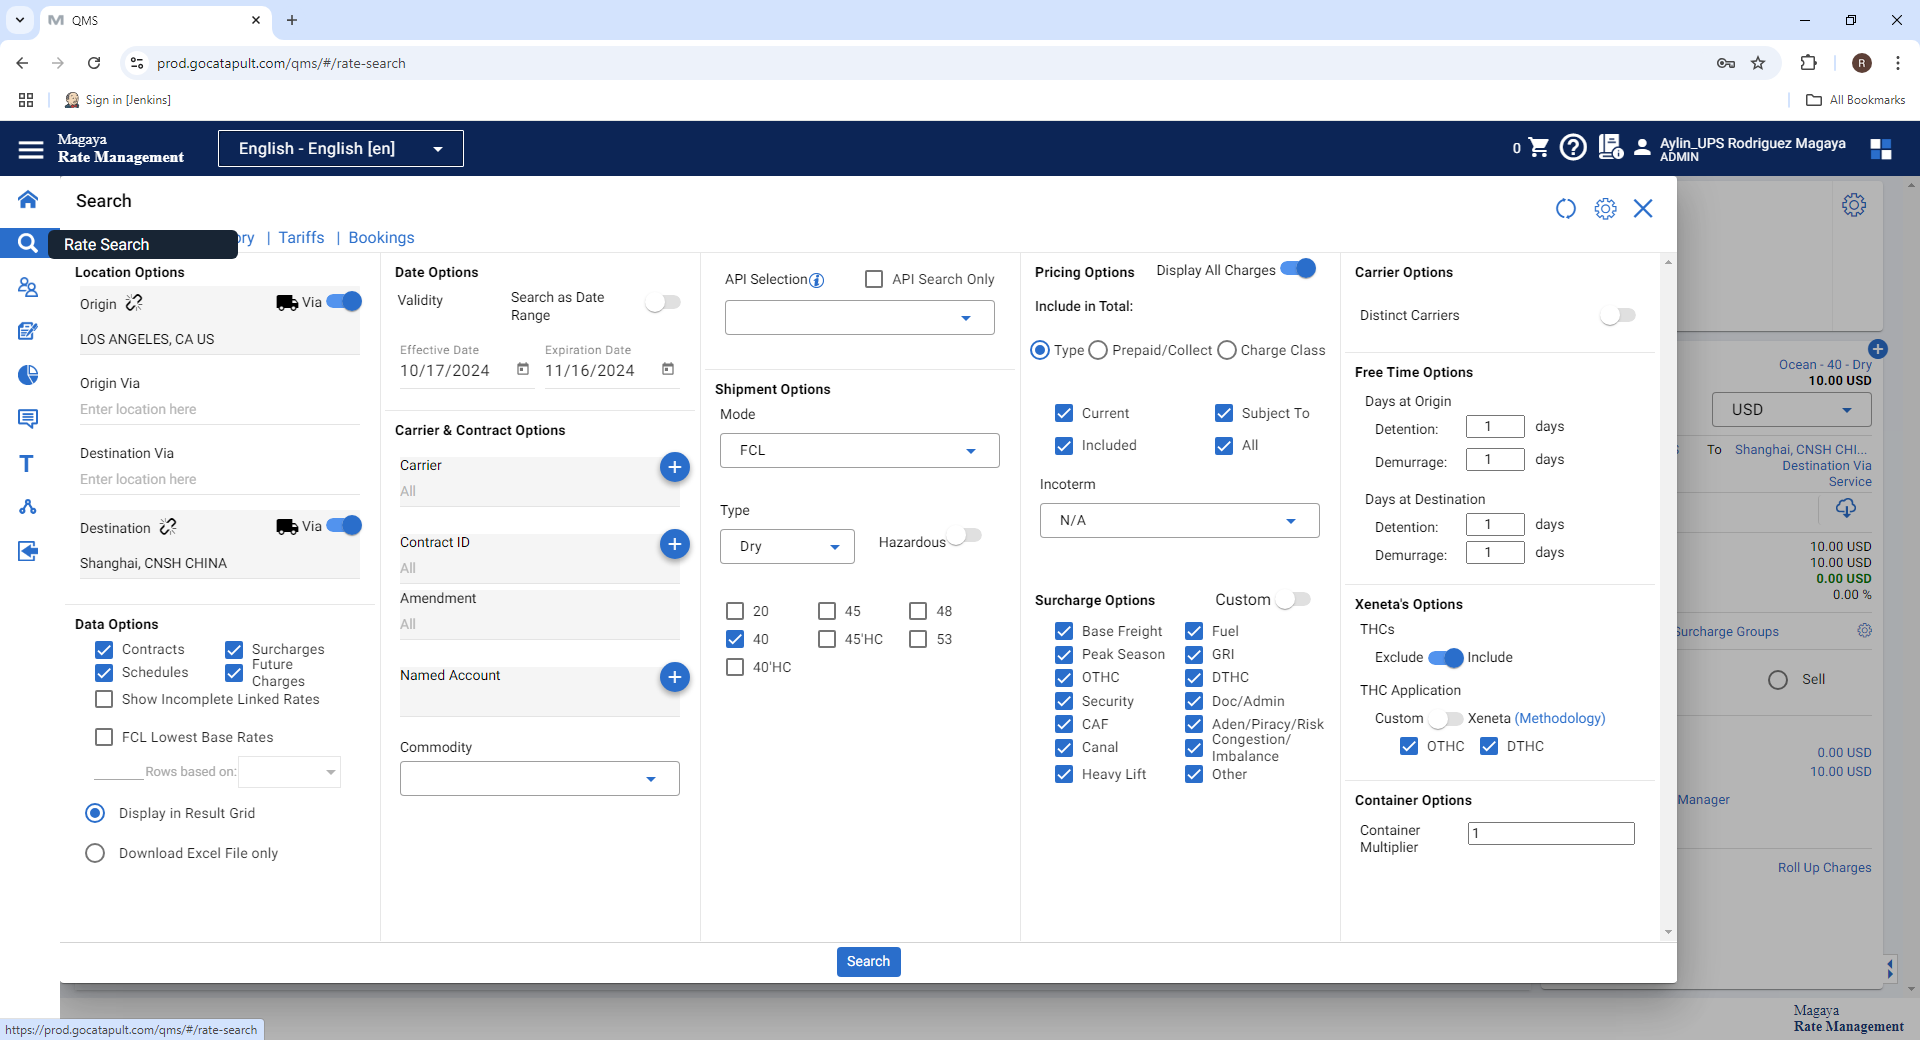 QMS
prod.gocatapult.com/qms/#/rate-search
R
Sign in [Jenkins]
All Bookmarks
Magaya
Rate Management
English - English [en]
0
Aylin_UPS Rodriguez Magaya
ADMIN
Search
Rate Search
ory | Tariffs | Bookings
Location Options
Origin
Via
LOS ANGELES, CA US
Origin Via
Enter location here
Destination Via
Enter location here
Destination
Via
Shanghai, CNSH CHINA
Data Options
Contracts
Surcharges
Schedules
Future Charges
Show Incomplete Linked Rates
FCL Lowest Base Rates
Rows based on:
Display in Result Grid
Download Excel File only
Date Options
Validity
Search as Date Range
Effective Date
10/17/2024
Expiration Date
11/16/2024
Carrier & Contract Options
Carrier
All
Contract ID
All
Amendment
All
Named Account
Commodity
API Selection
API Search Only
Shipment Options
Mode
FCL
Type
Dry
Hazardous
20
45
48
40
45'HC
53
40'HC
Search
Pricing Options
Display All Charges
Include in Total:
Type
Prepaid/Collect
Charge Class
Current
Subject To
Included
All
Incoterm
N/A
Surcharge Options
Custom
Base Freight
Fuel
Peak Season
GRI
OTHC
DTHC
Security
Doc/Admin
CAF
Aden/Piracy/Risk
Canal
Congestion/
Imbalance
Heavy Lift
Other
Carrier Options
Distinct Carriers
Free Time Options
Days at Origin
Detention: 1 days
Demurrage: 1 days
Days at Destination
Detention: 1 days
Demurrage: 1 days
Xeneta's Options
THCs
Exclude
Include
THC Application
Custom
Xeneta (Methodology)
OTHC
DTHC
Container Options
Container Multiplier
1
Ocean - 40 - Dry
10.00 USD
USD
To Shanghai, CNSH CHI...
Destination Via
Service
10.00 USD
10.00 USD
0.00 USD
0.00 %
Surcharge Groups
Sell
0.00 USD
10.00 USD
Manager
Roll Up Charges
Magaya
Rate Management
https://prod.gocatapult.com/qms/#/rate-search